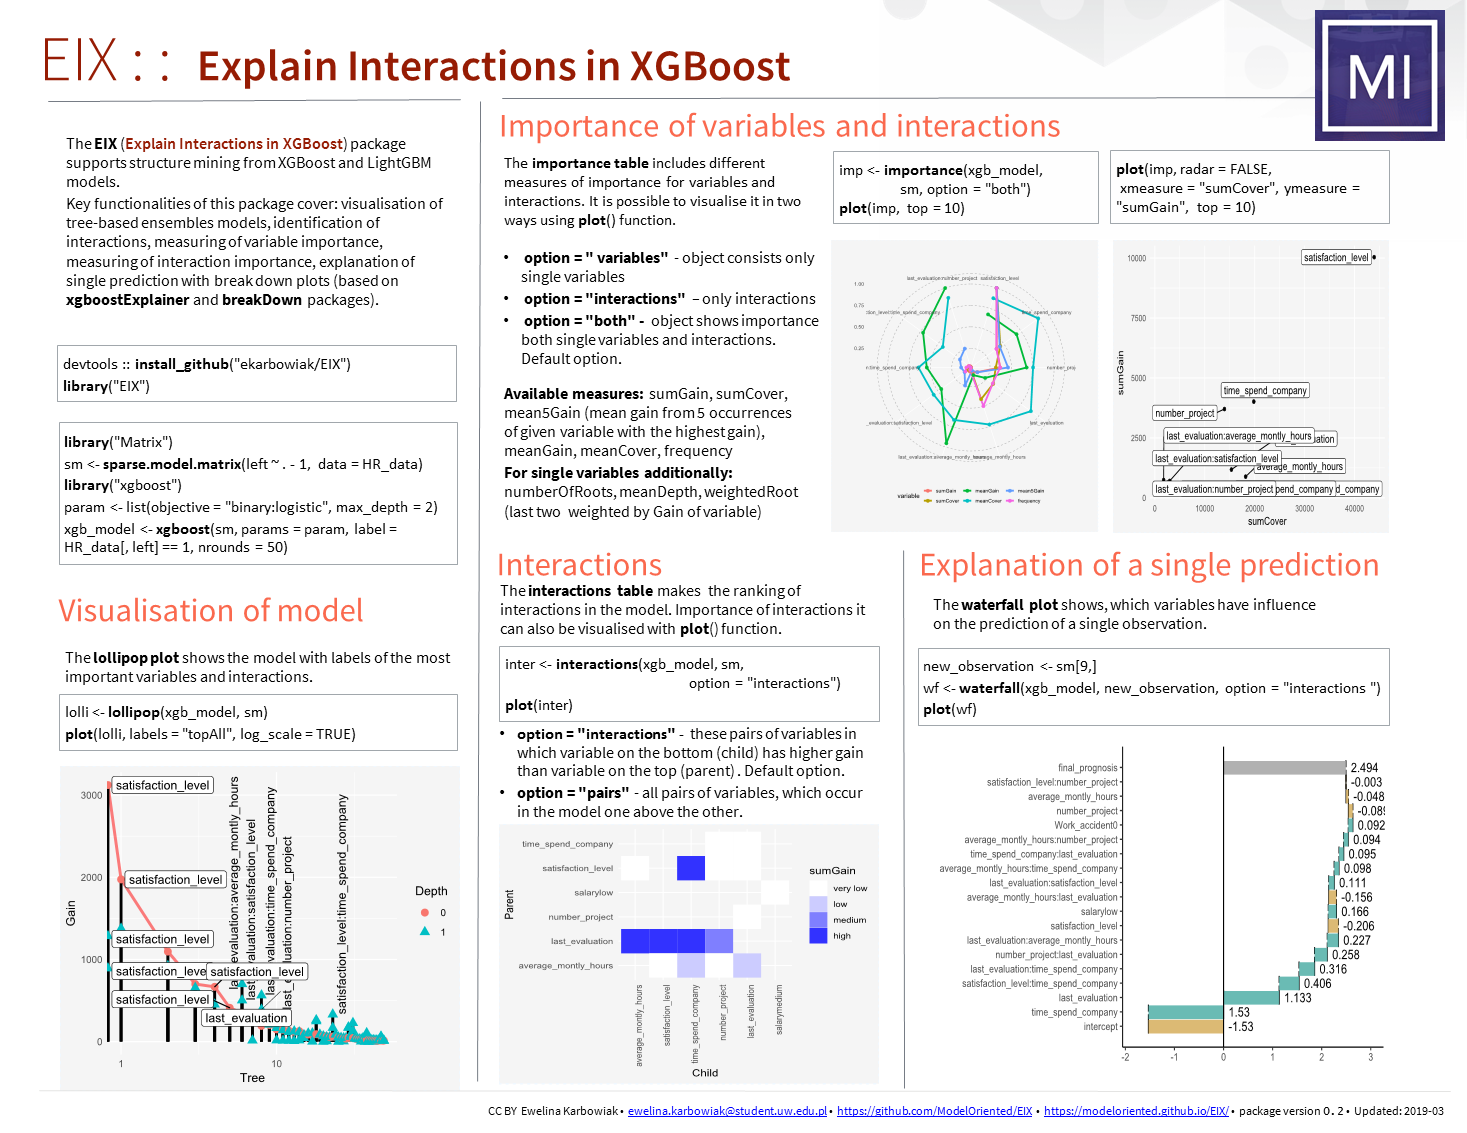 EIX :: Explain Interactions in XGBoost
MI
The EIX (Explain Interactions in XGBoost) package
supports structure mining from XGBoost and LightGBM
models.
Key functionalities of this package cover: visualisation of
tree-based ensembles models, identification of
interactions, measuring of variable importance,
measuring of interaction importance, explanation of
single prediction with break down plots (based on
xgboostExplainer and breakDown packages).
devtools :: install_github("ekarbowiak/EIX")
library("EIX")
library("Matrix")
sm <- sparse.model.matrix(left ~ . - 1, data = HR_data)
library("xgboost")
param <- list(objective = "binary:logistic", max_depth = 2)
xgb_model <- xgboost(sm, params = param, label =
HR_data[, left] == 1, nrounds = 50)
Visualisation of model
The lollipop plot shows the model with labels of the most
important variables and interactions.
lolli <- lollipop(xgb_model, sm)
plot(lolli, labels = "topAll", log_scale = TRUE)
3000
2000
1000
0
Gain
satisfaction_level
satisfaction_level
satisfaction_level
satisfaction_level
satisfaction_level
last_evaluation
satisfaction_level:time_spend_company
1
10
Tree
Depth
0
1
Importance of variables and interactions
The importance table includes different
measures of importance for variables and
interactions. It is possible to visualise it in two
ways using plot() function.
• option = " variables" - object consists only
single variables
• option = "interactions" – only interactions
• option = "both" - object shows importance
both single variables and interactions.
Default option.
Available measures: sumGain, sumCover,
mean5Gain (mean gain from 5 occurrences
of given variable with the highest gain),
meanGain, meanCover, frequency
For single variables additionally:
numberOfRoots, meanDepth, weightedRoot
(last two weighted by Gain of variable)
imp <- importance(xgb_model,
sm, option = "both")
plot(imp, top = 10)
plot(imp, radar = FALSE,
xmeasure = "sumCover", ymeasure =
"sumGain", top = 10)
last_evaluation:number_project satisfaction_level
1.00
0.75
0.50
0.25
time_spend_company
number_proj
last_evaluation
variable
sumGain
meanGain
mean5Gain
sumCover
meanCover
frequency
10000
7500
5000
2500
0
sumGain
satisfaction_level
time_spend_company
number_project
last_evaluation:average_montly_hours
last_evaluation:satisfaction_level
average_montly_hours
last_evaluation:number_project
0
10000
20000
30000
40000
sumCover
Interactions
The interactions table makes the ranking of
interactions in the model. Importance of interactions it
can also be visualised with plot() function.
inter <- interactions(xgb_model, sm,
option = "interactions")
plot(inter)
• option = "interactions" - these pairs of variables in
which variable on the bottom (child) has higher gain
than variable on the top (parent) . Default option.
• option = "pairs" - all pairs of variables, which occur
in the model one above the other.
Parent
time_spend_company
satisfaction_level
salarylow
number_project
last_evaluation
average_montly_hours
average_montly_hours
satisfaction_level
time_spend_company
number_project
last_evaluation
salarymedium
Child
sumGain
very low
low
medium
high
Explanation of a single prediction
The waterfall plot shows, which variables have influence
on the prediction of a single observation.
new_observation <- sm[9,]
wf <- waterfall(xgb_model, new_observation, option = "interactions ")
plot(wf)
final_prognosis 2.494
satisfaction_level:number_project -0.003
average_montly_hours -0.048
number_project -0.089
Work_accident0 0.092
average_montly_hours:number_project 0.094
time_spend_company:last_evaluation 0.095
average_montly_hours:time_spend_company 0.098
last_evaluation:satisfaction_level 0.111
average_montly_hours:last_evaluation -0.156
salarylow 0.166
satisfaction_level -0.206
last_evaluation:average_montly_hours 0.227
number_project:last_evaluation 0.258
last_evaluation:time_spend_company 0.316
satisfaction_level:time_spend_company 0.406
last_evaluation 1.133
time_spend_company 1.53
intercept -1.53
-2
-1
0
1
2
3
CC BY Ewelina Karbowiak • ewelina.karbowiak@student.uw.edu.pl • https://github.com/ModelOriented/EIX • https://modeloriented.github.io/EIX/ • package version 0. 2 • Updated: 2019-03